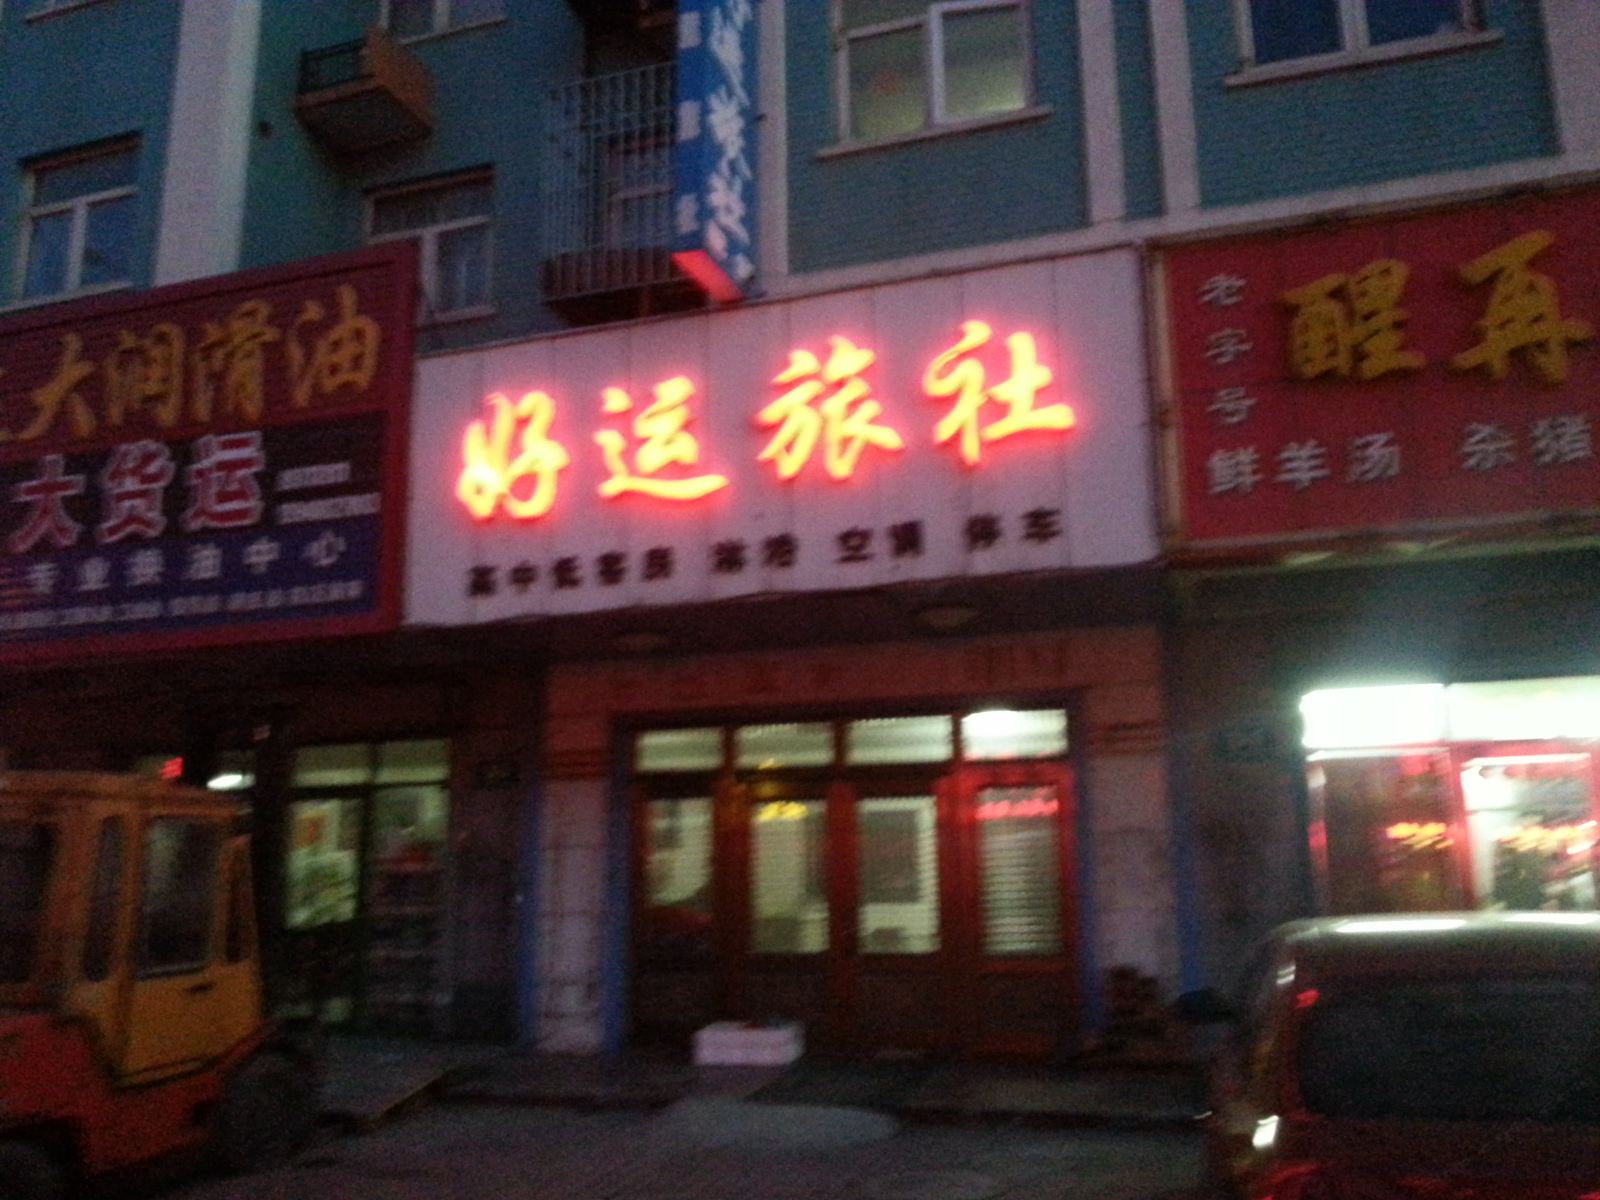 大润滑油
大货运
专业换油中心
好运旅社
高中低客房 淋浴 空调 停车
老字号
醒再
鲜羊汤 杀猪